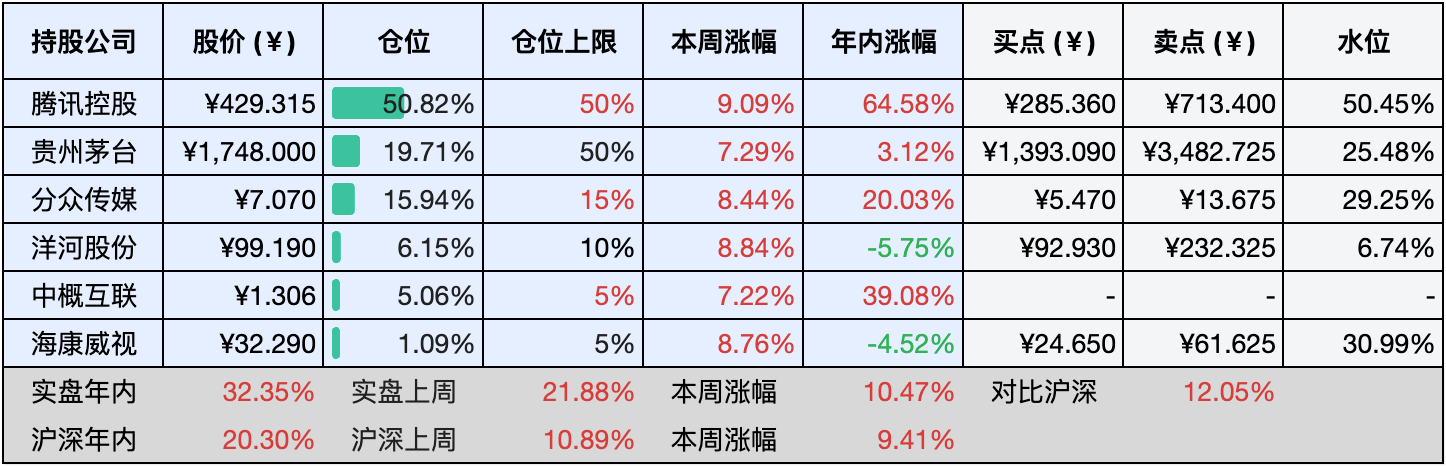 持股公司 股价 (¥) 仓位 仓位上限 本周涨幅 年内涨幅 买点 (¥) 卖点 (¥) 水位
腾讯控股 ¥429.315 50.82% 50% 9.09% 64.58% ¥285.360 ¥713.400 50.45%
贵州茅台 ¥1,748.000 19.71% 50% 7.29% 3.12% ¥1,393.090 ¥3,482.725 25.48%
分众传媒 ¥7.070 15.94% 15% 8.44% 20.03% ¥5.470 ¥13.675 29.25%
洋河股份 ¥99.190 6.15% 10% 8.84% -5.75% ¥92.930 ¥232.325 6.74%
中概互联 ¥1.306 5.06% 5% 7.22% 39.08% - - -
海康威视 ¥32.290 1.09% 5% 8.76% -4.52% ¥24.650 ¥61.625 30.99%
实盘年内 32.35% 实盘上周 21.88% 本周涨幅 10.47% 对比沪深 12.05%
沪深年内 20.30% 沪深上周 10.89% 本周涨幅 9.41%